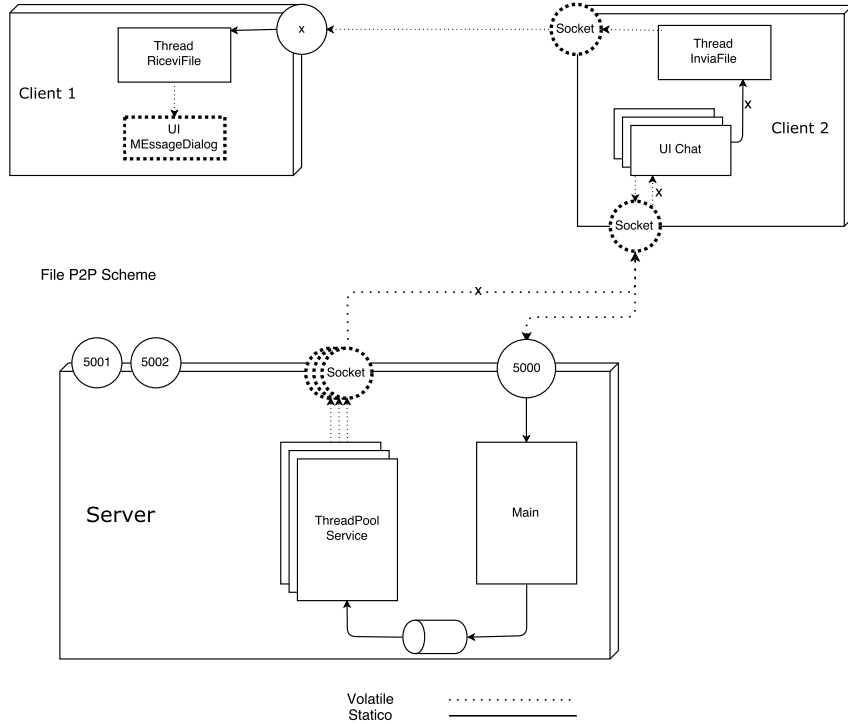 x
Socket
Thread
RiceviFile
Thread
InviaFile
Client 1
x
UI
MEssageDialog
Client 2
UI Chat
x
Socket
File P2P Scheme
x
5001
5002
Socket
5000
Server
ThreadPool
Service
Main
Volatile
Statico